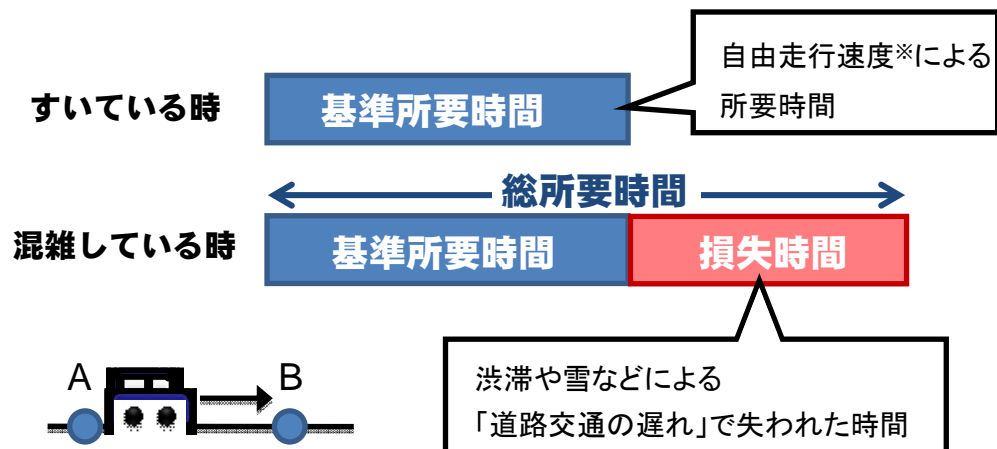 自由走行速度※による
所要時間
すいている時
基準所要時間
総所要時間
混雑している時
基準所要時間
損失時間
A
B
渋滞や雪などによる
「道路交通の遅れ」で失われた時間